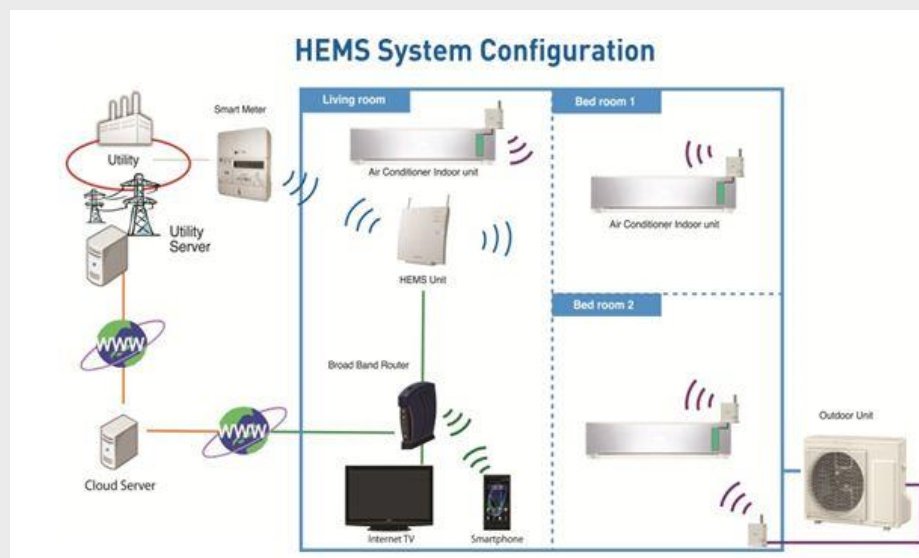 HEMS System Configuration
Living room
Bed room 1
Smart Meter
Utility
Air Conditioner Indoor unit
Air Conditioner Indoor unit
Utility
Server
HEMS Unit
Bed room 2
WWW
Broad Band Router
Outdoor Unit
WWW
Cloud Server
Internet TV
Smartphone